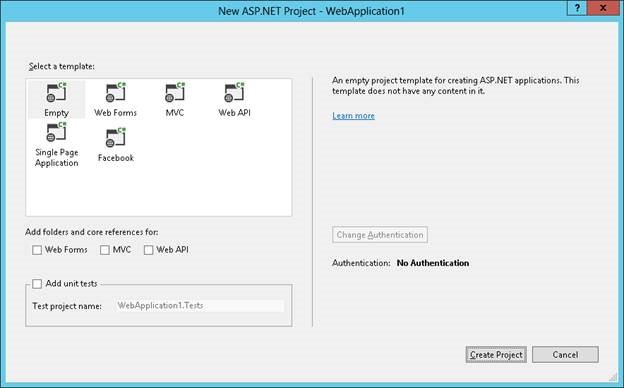 New ASP.NET Project - WebApplication1
? x
Select a template:
Empty Web Forms MVC Web API
Single Page
Application
Facebook
An empty project template for creating ASP.NET applications. This
template does not have any content in it.
Learn more
Add folders and core references for:
Web Forms MVC Web API
Add unit tests
Test project name: WebApplication1.Tests
Change Authentication
Authentication: No Authentication
Create Project Cancel